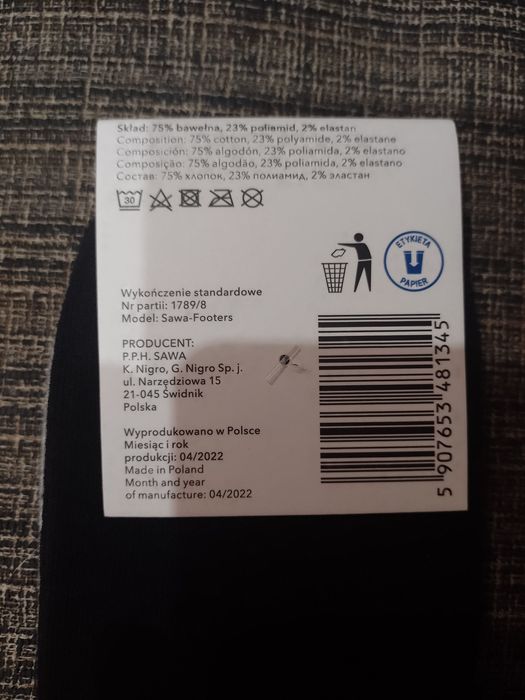 Skład: 75% bawełna, 23% poliamid, 2% elastan
Composition: 75% cotton, 23% polyamide, 2% elastane
Composición: 75% algodón, 23% poliamida, 2% elastano
Composição: 75% algodão, 23% poliamida, 2% elastano
Состав: 75% хлопок, 23% полиамид, 2% эластан
30
ETYKIETA
PAPIER
Wykończenie standardowe
Nr partii: 1789/8
Model: Sawa-Footers
PRODUCENT:
P.P.H. SAWA
K. Nigro, G. Nigro Sp. j.
ul. Narzędziowa 15
21-045 Świdnik
Polska
Wyprodukowano w Polsce
Miesiąc i rok
produkcji: 04/2022
Made in Poland
Month and year
of manufacture: 04/2022
5 907653 481345